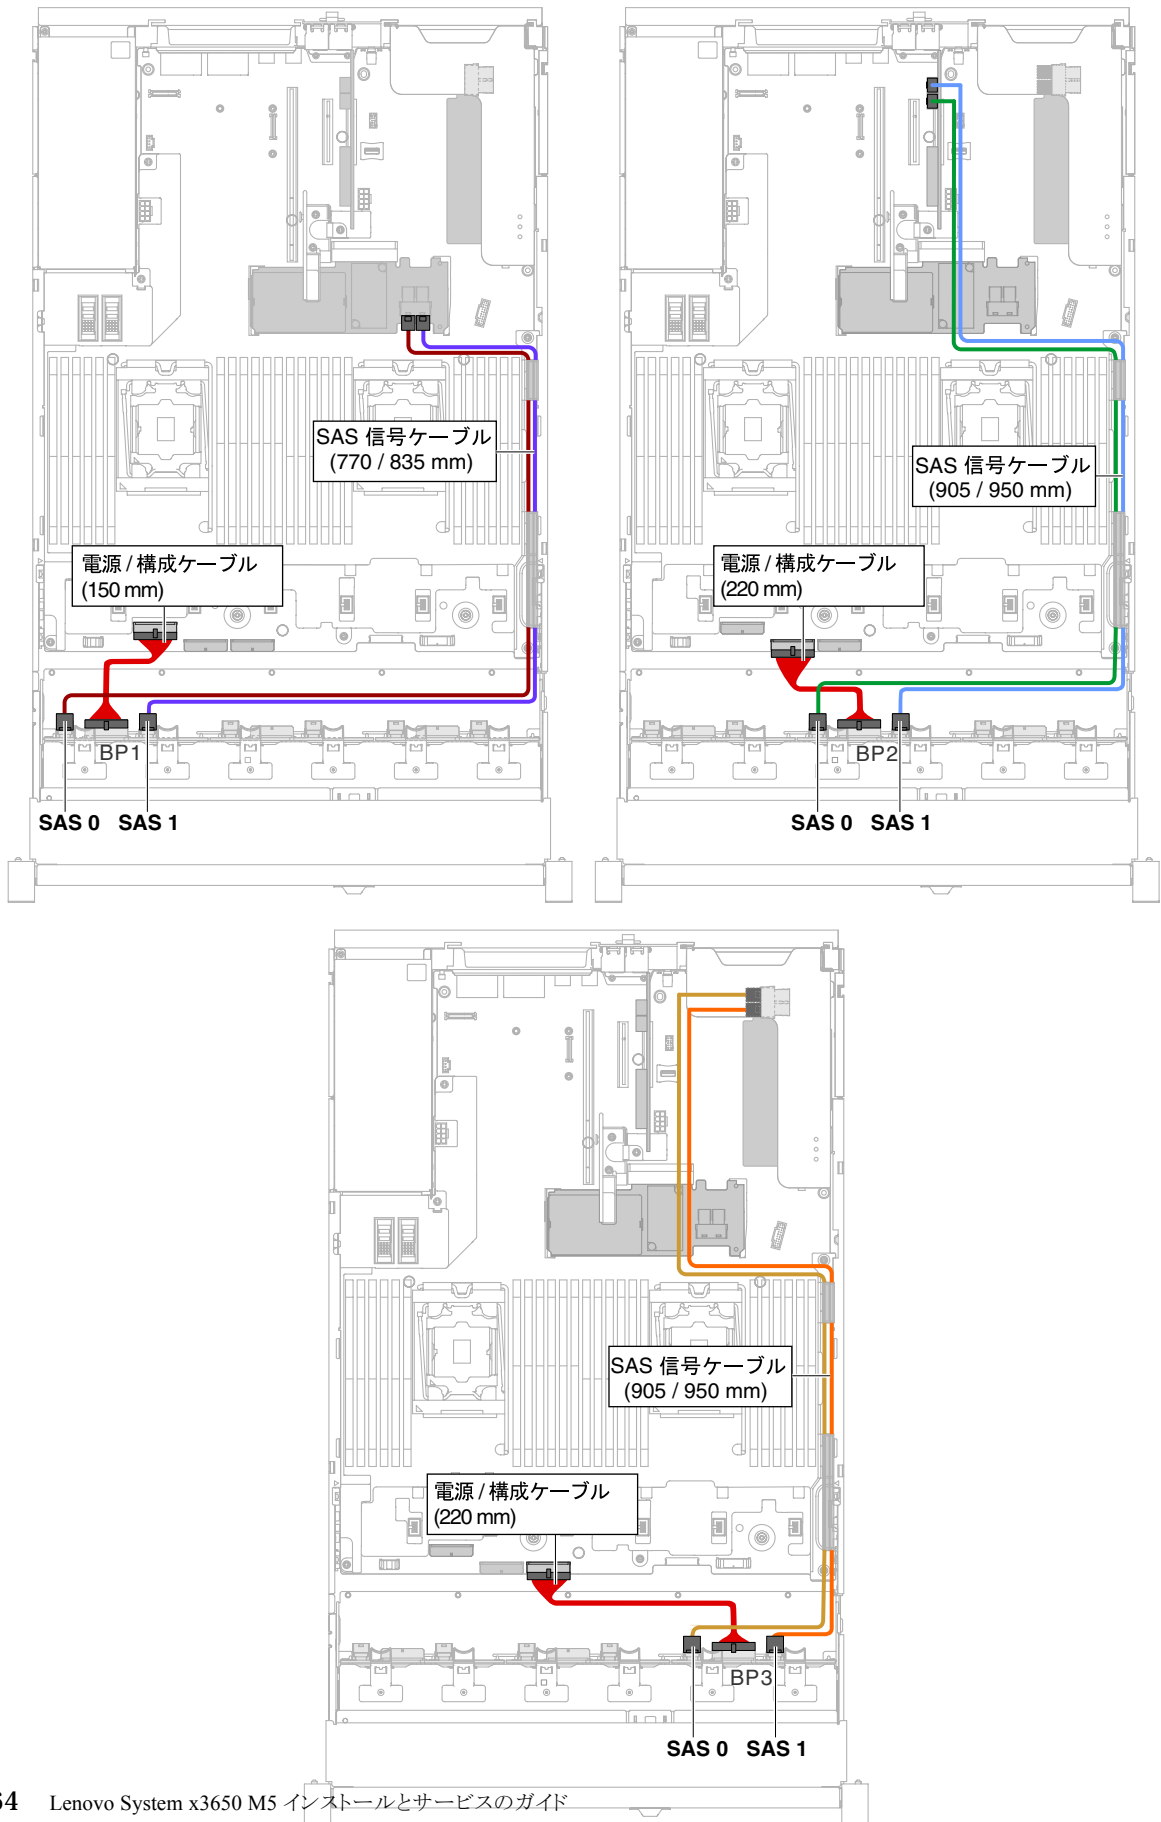 SAS 信号ケーブル
(770 / 835 mm)
電源 / 構成ケーブル
(150 mm)
BP1
SAS 0 SAS 1
SAS 信号ケーブル
(905 / 950 mm)
電源 / 構成ケーブル
(220 mm)
BP2
SAS 0 SAS 1
SAS 信号ケーブル
(905 / 950 mm)
電源 / 構成ケーブル
(220 mm)
BP3
SAS 0 SAS 1
64 Lenovo System x3650 M5 インストールとサービスのガイド